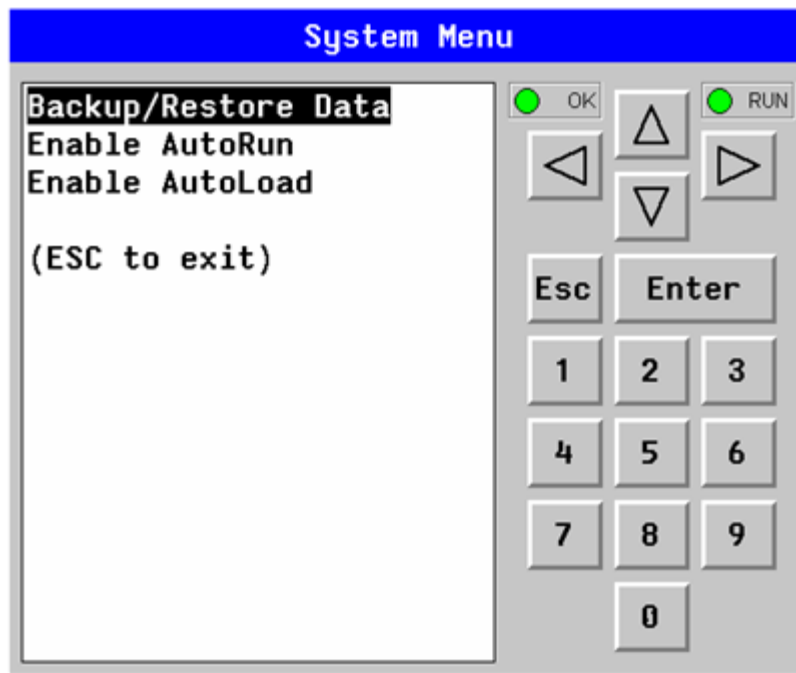 System Menu
Backup/Restore Data
Enable AutoRun
Enable AutoLoad
(ESC to exit)
OK
RUN
Esc
Enter
1 2 3
4 5 6
7 8 9
0